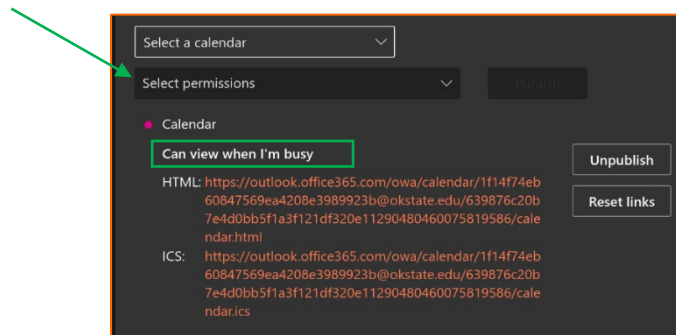 Select a calendar
Select permissions
Publish
Calendar
Can view when I'm busy
Unpublish
HTML: https://outlook.office365.com/owa/calendar/1f14f74eb
60847569ea4208e3989923b@okstate.edu/639876c20b
Reset links
7e4d0bb5f1a3f121df320e11290480460075819586/cale
ndar.html
ICS: https://outlook.office365.com/owa/calendar/1f14f74eb
60847569ea4208e3989923b@okstate.edu/639876c20b
7e4d0bb5f1a3f121df320e11290480460075819586/cale
ndar.ics